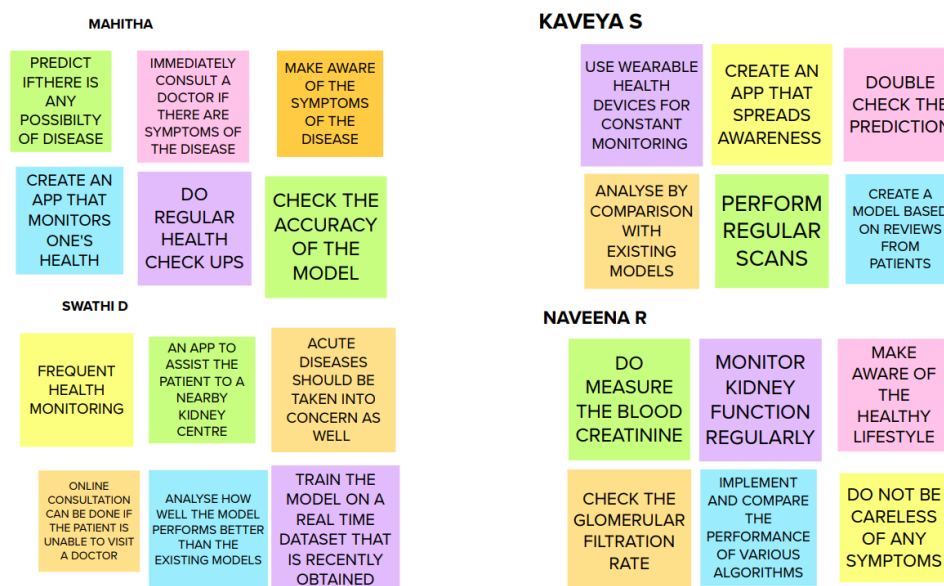 MAHITHA
PREDICT
IFTHERE IS
ANY
POSSIBILTY
OF DISEASE
IMMEDIATELY
CONSULT A
DOCTOR IF
THERE ARE
SYMPTOMS OF
THE DISEASE
MAKE AWARE
OF THE
SYMPTOMS
OF THE
DISEASE
CREATE AN
APP THAT
MONITORS
ONE'S
HEALTH
DO
REGULAR
HEALTH
CHECK UPS
CHECK THE
ACCURACY
OF THE
MODEL
KAVEYA S
USE WEARABLE
HEALTH
DEVICES FOR
CONSTANT
MONITORING
CREATE AN
APP THAT
SPREADS
AWARENESS
DOUBLE
CHECK THE
PREDICTION
ANALYSE BY
COMPARISON
WITH
EXISTING
MODELS
PERFORM
REGULAR
SCANS
CREATE A
MODEL BASED
ON REVIEWS
FROM
PATIENTS
SWATHI D
FREQUENT
HEALTH
MONITORING
AN APP TO
ASSIST THE
PATIENT TO A
NEARBY
KIDNEY
CENTRE
ACUTE
DISEASES
SHOULD BE
TAKEN INTO
CONCERN AS
WELL
ONLINE
CONSULTATION
CAN BE DONE IF
THE PATIENT IS
UNABLE TO VISIT
A DOCTOR
ANALYSE HOW
WELL THE MODEL
PERFORMS BETTER
THAN THE
EXISTING MODELS
TRAIN THE
MODEL ON A
REAL TIME
DATASET THAT
IS RECENTLY
OBTAINED
NAVEENA R
DO
MEASURE
THE BLOOD
CREATININE
MONITOR
KIDNEY
FUNCTION
REGULARLY
MAKE
AWARE OF
THE
HEALTHY
LIFESTYLE
CHECK THE
GLOMERULAR
FILTRATION
RATE
IMPLEMENT
AND COMPARE
THE
PERFORMANCE
OF VARIOUS
ALGORITHMS
DO NOT BE
CARELESS
OF ANY
SYMPTOMS